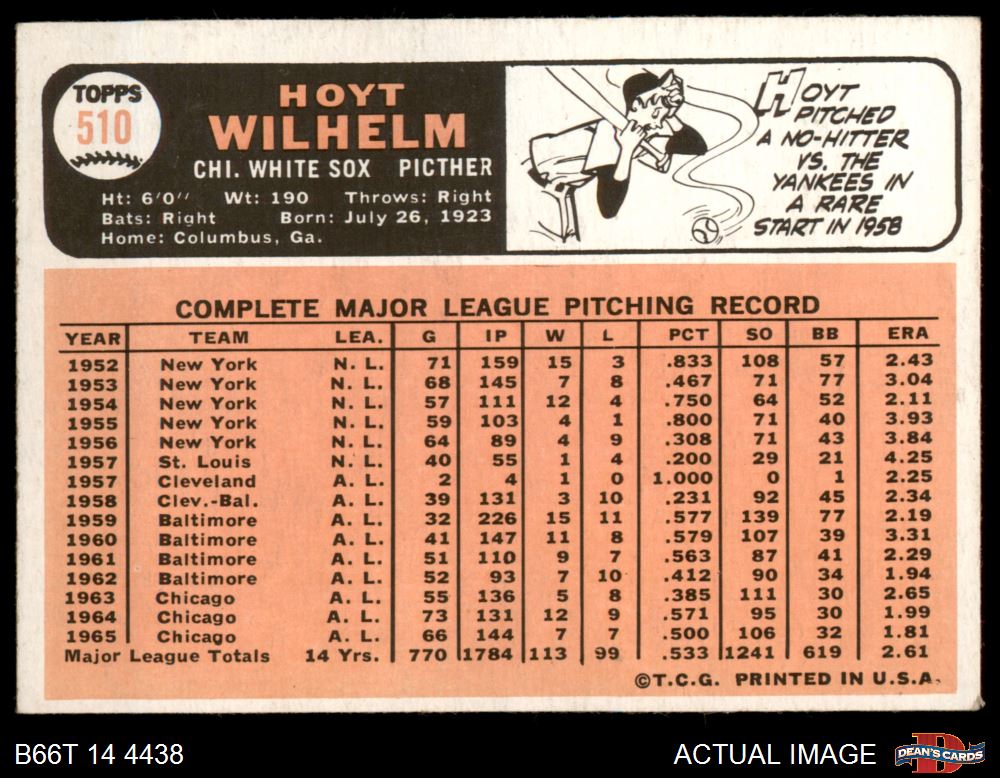 TOPPS
510
HOYT
WILHELM
CHI. WHITE SOX PICTHER
Ht: 6'0" Wt: 190 Throws: Right
Bats: Right Born: July 26, 1923
Home: Columbus, Ga.
HOYT
PITCHED
A NO-HITTER
VS. THE
YANKEES IN
A RARE
START IN 1958
COMPLETE MAJOR LEAGUE PITCHING RECORD
YEAR TEAM LEA. G IP W L PCT SO BB ERA
1952 New York N. L. 71 159 15 3 .833 108 57 2.43
1953 New York N. L. 68 145 7 8 .467 71 77 3.04
1954 New York N. L. 57 111 12 4 .750 64 52 2.11
1955 New York N. L. 59 103 4 1 .800 71 40 3.93
1956 New York N. L. 64 89 4 9 .308 71 43 3.84
1957 St. Louis N. L. 40 55 1 4 .200 29 21 4.25
1957 Cleveland A. L. 2 4 1 0 1.000 0 1 2.25
1958 Clev.-Bal. A. L. 39 131 3 10 .231 92 45 2.34
1959 Baltimore A. L. 32 226 15 11 .577 139 77 2.19
1960 Baltimore A. L. 41 147 11 8 .579 107 39 3.31
1961 Baltimore A. L. 51 110 9 7 .563 87 41 2.29
1962 Baltimore A. L. 52 93 7 10 .412 90 34 1.94
1963 Chicago A. L. 55 136 5 8 .385 111 30 2.65
1964 Chicago A. L. 73 131 12 9 .571 95 30 1.99
1965 Chicago A. L. 66 144 7 7 .500 106 32 1.81
Major League Totals 14 Yrs. 770 1784 113 99 .533 1241 619 2.61
©T.C.G. PRINTED IN U.S.A.
B66T 14 4438
ACTUAL IMAGE
D
DEAN'S CARDS